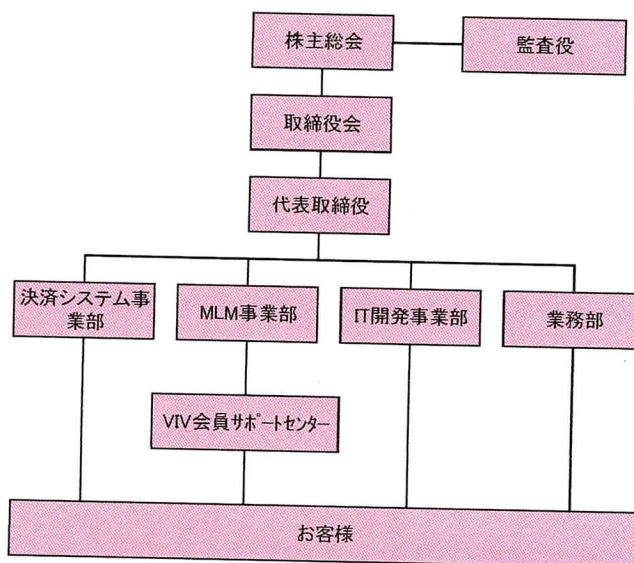 株主総会
監査役
取締役会
代表取締役
決済システム事
業部
MLM事業部
IT開発事業部
業務部
VIV会員サポートセンター
お客様